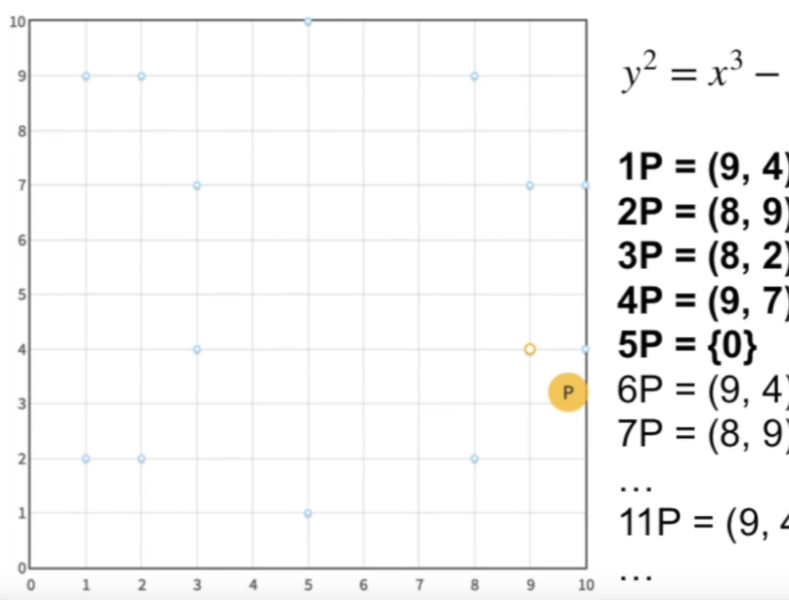 10
9
8
7
6
5
4
3
2
1
0
0 1 2 3 4 5 6 7 8 9 10
P
y² = x³ −
1P = (9, 4)
2P = (8, 9)
3P = (8, 2)
4P = (9, 7)
5P = {0}
6P = (9, 4)
7P = (8, 9)
...
11P = (9, 4
...